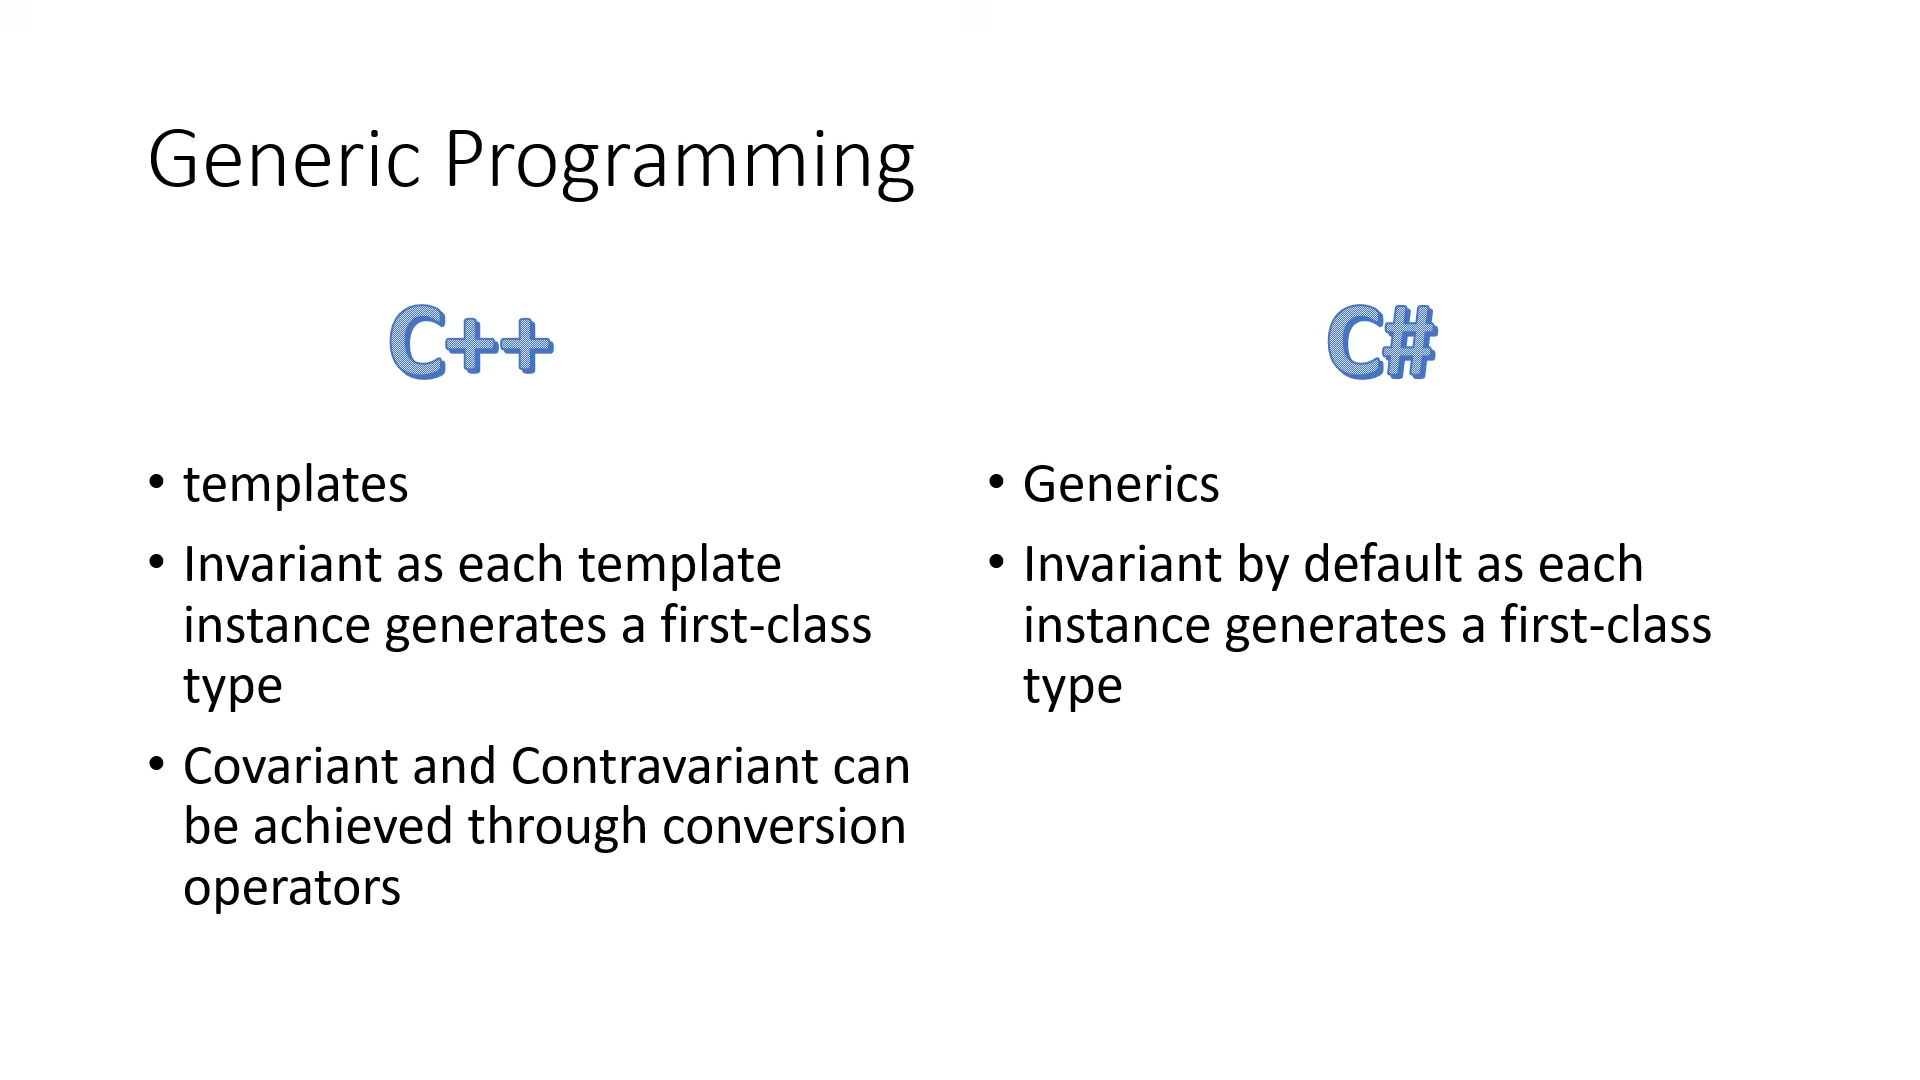 Generic Programming
C++
• templates
• Invariant as each template
instance generates a first-class
type
• Covariant and Contravariant can
be achieved through conversion
operators
C#
• Generics
• Invariant by default as each
instance generates a first-class
type